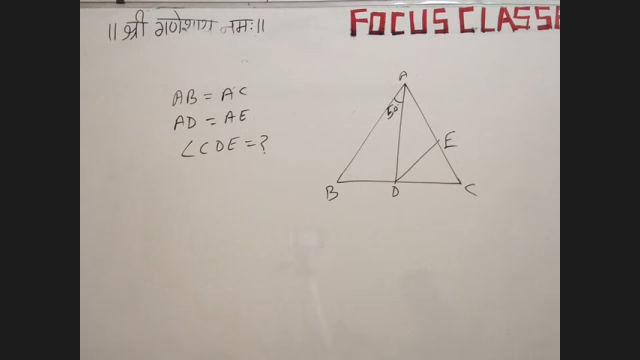 ॥ श्री गणेशाय नमः॥
FOCUS CLASSE
AB = AC
AD = AE
∠CDE = ?
A
50°
E
B
D
C